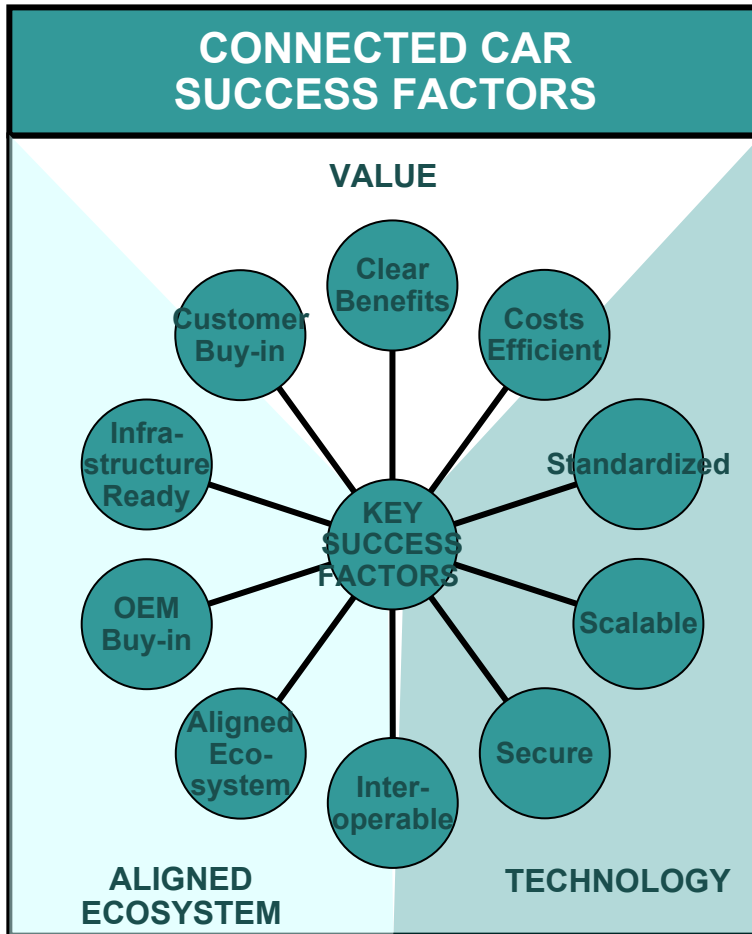 CONNECTED CAR
SUCCESS FACTORS
VALUE
Clear
Benefits
Customer
Buy-in
Costs
Efficient
Infra-
structure
Ready
Standardized
KEY
SUCCESS
FACTORS
OEM
Buy-in
Scalable
Aligned
Eco-
system
Secure
Inter-
operable
ALIGNED
ECOSYSTEM
TECHNOLOGY